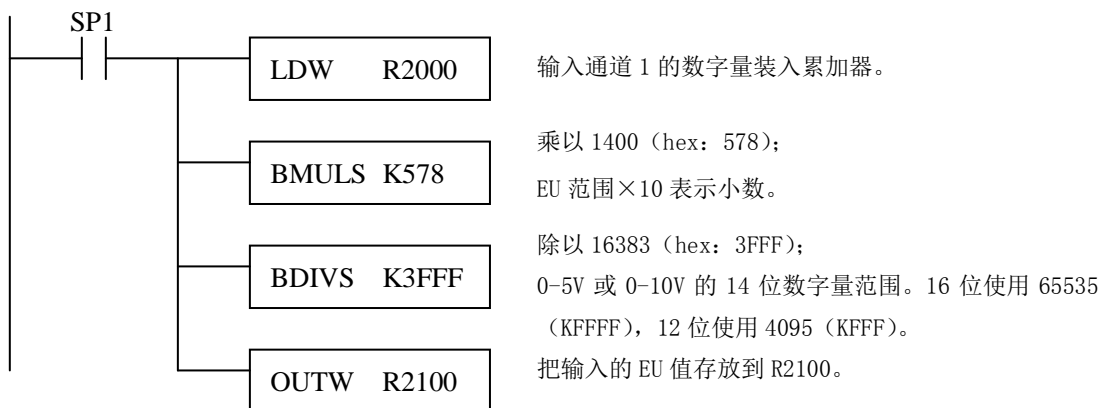 SP1
LDW R2000
输入通道 1 的数字量装入累加器。
BMULS K578
乘以 1400（hex：578）；
EU 范围×10 表示小数。
BDIVS K3FFF
除以 16383（hex：3FFF）；
0-5V 或 0-10V 的 14 位数字量范围。16 位使用 65535
（KFFFF），12 位使用 4095（KFFF）。
OUTW R2100
把输入的 EU 值存放到 R2100。